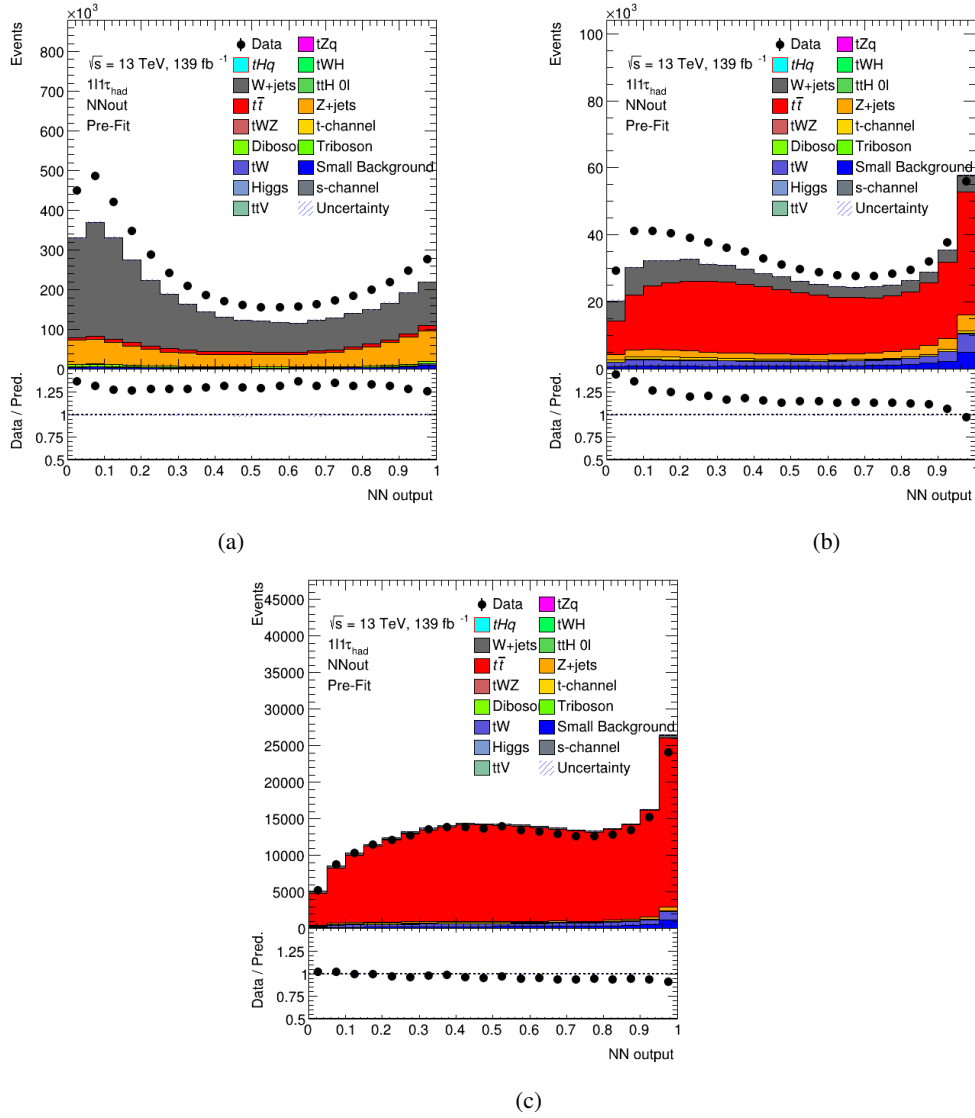 ×10³
Events
800
700
600
500
400
300
200
100
0
√s = 13 TeV, 139 fb ⁻¹
1l1τhad
NNout
Pre-Fit
Data
tHq
W+jets
tt̄
tWZ
Diboso
tW
Higgs
ttV
tZq
tWH
ttH 0l
Z+jets
t-channel
Triboson
Small Background
s-channel
Uncertainty
Data / Pred.
1.25
1
0.75
0.5
0 0.1 0.2 0.3 0.4 0.5 0.6 0.7 0.8 0.9 1
NN output
(a)
×10³
Events
100
80
60
40
20
0
√s = 13 TeV, 139 fb ⁻¹
1l1τhad
NNout
Pre-Fit
Data
tHq
W+jets
tt̄
tWZ
Diboso
tW
Higgs
ttV
tZq
tWH
ttH 0l
Z+jets
t-channel
Triboson
Small Background
s-channel
Uncertainty
Data / Pred.
1.25
1
0.75
0.5
0 0.1 0.2 0.3 0.4 0.5 0.6 0.7 0.8 0.9 1
NN output
(b)
Events
45000
40000
35000
30000
25000
20000
15000
10000
5000
0
√s = 13 TeV, 139 fb ⁻¹
1l1τhad
NNout
Pre-Fit
Data
tHq
W+jets
tt̄
tWZ
Diboso
tW
Higgs
ttV
tZq
tWH
ttH 0l
Z+jets
t-channel
Triboson
Small Background
s-channel
Uncertainty
Data / Pred.
1.25
1
0.75
0.5
0 0.1 0.2 0.3 0.4 0.5 0.6 0.7 0.8 0.9 1
NN output
(c)